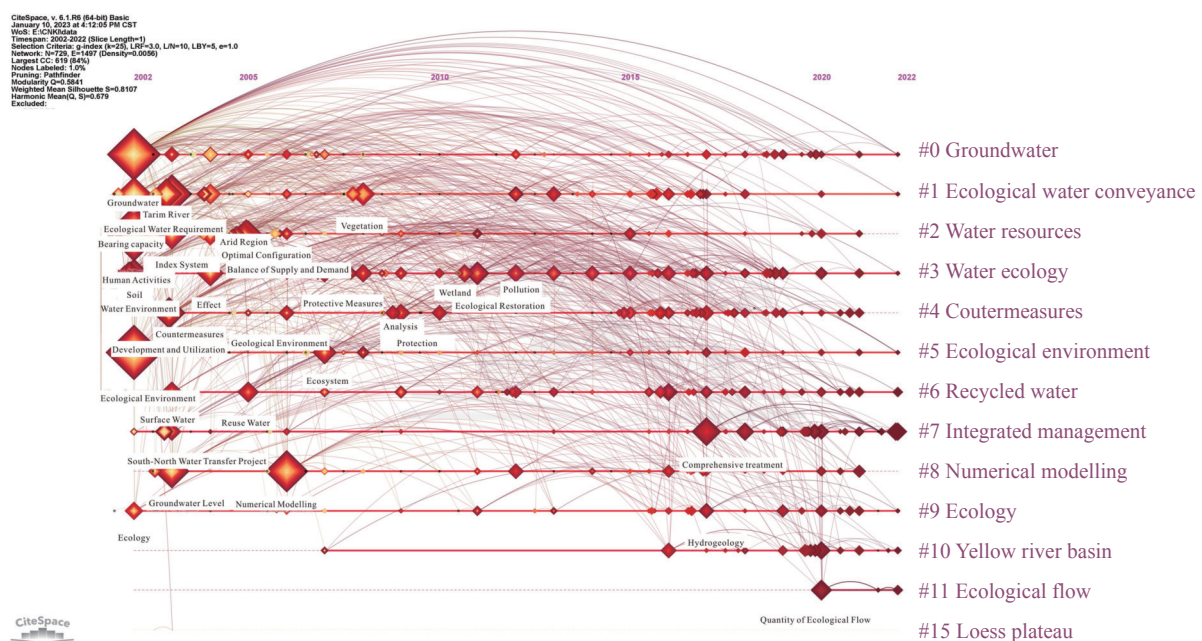 CiteSpace, v. 6.1.R6 (64-bit) Basic
January 10, 2023 at 4:12:05 PM CST
WoS: E:\CNKI\data
Timespan: 2002-2022 (Slice Length=1)
Selection Criteria: g-index (k=25), LRF=3.0, L/N=10, LBY=5, e=1.0
Network: N=729, E=1497 (Density=0.0056)
Largest CC: 619 (84%)
Nodes Labeled: 1.0%
Pruning: Pathfinder
Modularity Q=0.5841
Weighted Mean Silhouette S=0.8107
Harmonic Mean(Q, S)=0.679
Excluded:
2002 2005 2010 2015 2020 2022
#0 Groundwater
#1 Ecological water conveyance
Groundwater
Tarim River
Ecological Water Requirement
Vegetation
#2 Water resources
Bearing capacity
Arid Region
Optimal Configuration
Index System
Balance of Supply and Demand
#3 Water ecology
Human Activities
Soil
Wetland
Pollution
Water Environment
Effect
Protective Measures
Ecological Restoration
#4 Coutermeasures
Countermeasures
Analysis
Development and Utilization
Geological Environment
Protection
#5 Ecological environment
Ecosystem
Ecological Environment
#6 Recycled water
Surface Water
Reuse Water
#7 Integrated management
South-North Water Transfer Project
Comprehensive treatment
#8 Numerical modelling
Groundwater Level
Numerical Modelling
#9 Ecology
Ecology
Hydrogeology
#10 Yellow river basin
#11 Ecological flow
Quantity of Ecological Flow
CiteSpace
#15 Loess plateau